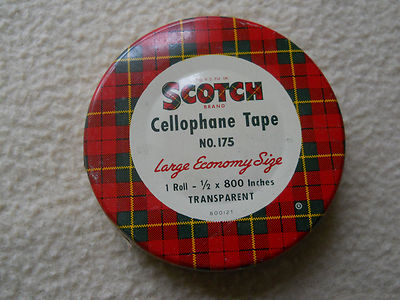 SCOTCH
BRAND
Cellophane Tape
NO. 175
Large Economy Size
1 Roll - ½ x 800 Inches
TRANSPARENT
®